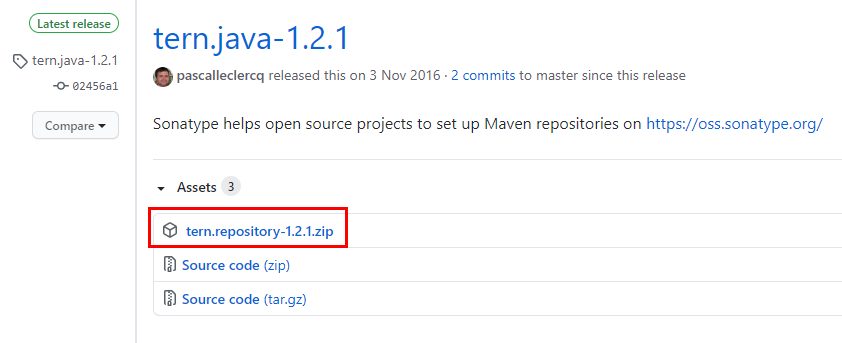 Latest release
tern.java-1.2.1
02456a1
Compare
tern.java-1.2.1
pascalleclercq released this on 3 Nov 2016 · 2 commits to master since this release
Sonatype helps open source projects to set up Maven repositories on https://oss.sonatype.org/
Assets 3
tern.repository-1.2.1.zip
Source code (zip)
Source code (tar.gz)